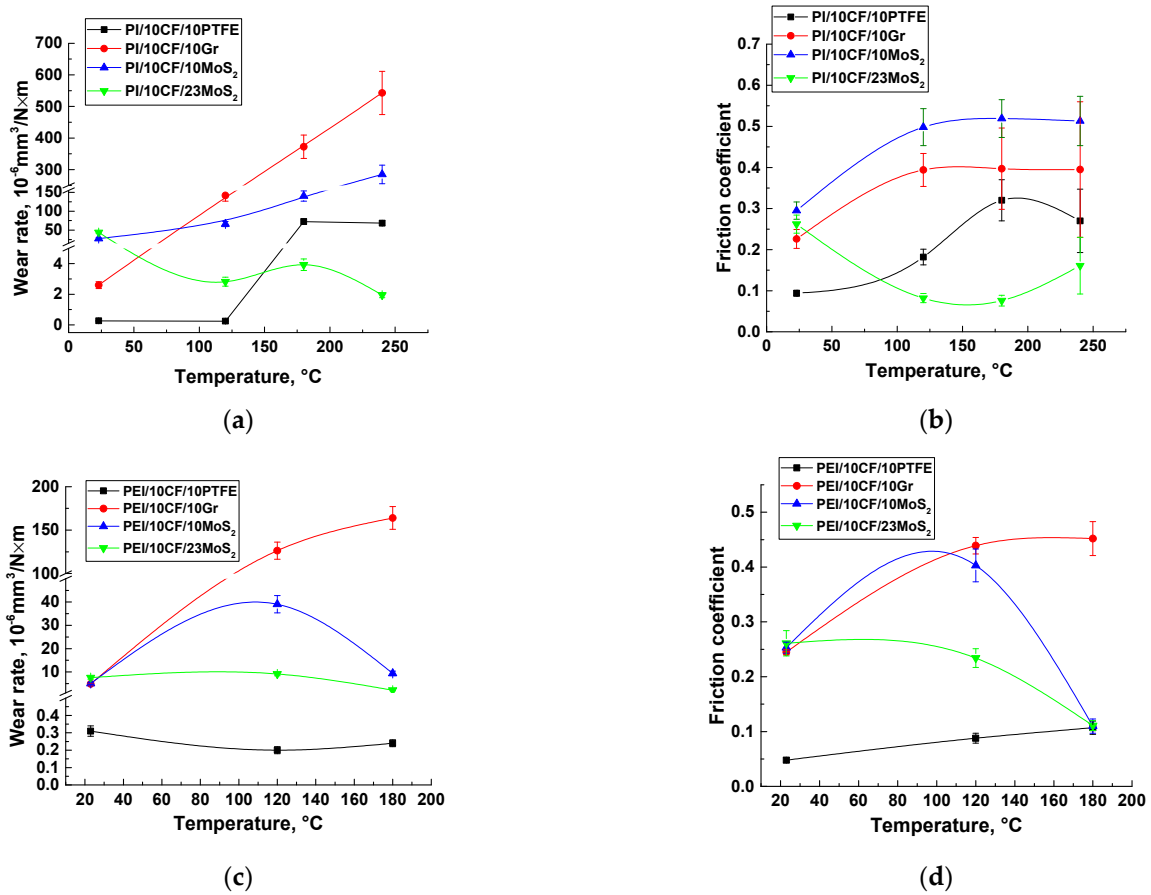 PI/10CF/10PTFE
PI/10CF/10Gr
PI/10CF/10MoS₂
PI/10CF/23MoS₂
Wear rate, 10⁻⁶mm³/N×m
700
600
500
400
300
150
100
50
4
2
0
0 50 100 150 200 250
Temperature, °C
(a)
PI/10CF/10PTFE
PI/10CF/10Gr
PI/10CF/10MoS₂
PI/10CF/23MoS₂
Friction coefficient
0.7
0.6
0.5
0.4
0.3
0.2
0.1
0.0
0 50 100 150 200 250
Temperature, °C
(b)
PEI/10CF/10PTFE
PEI/10CF/10Gr
PEI/10CF/10MoS₂
PEI/10CF/23MoS₂
Wear rate, 10⁻⁶mm³/N×m
200
150
100
40
30
20
10
0.4
0.3
0.2
0.1
0.0
20 40 60 80 100 120 140 160 180 200
Temperature, °C
(c)
PEI/10CF/10PTFE
PEI/10CF/10Gr
PEI/10CF/10MoS₂
PEI/10CF/23MoS₂
Friction coefficient
0.5
0.4
0.3
0.2
0.1
0.0
20 40 60 80 100 120 140 160 180 200
Temperature, °C
(d)